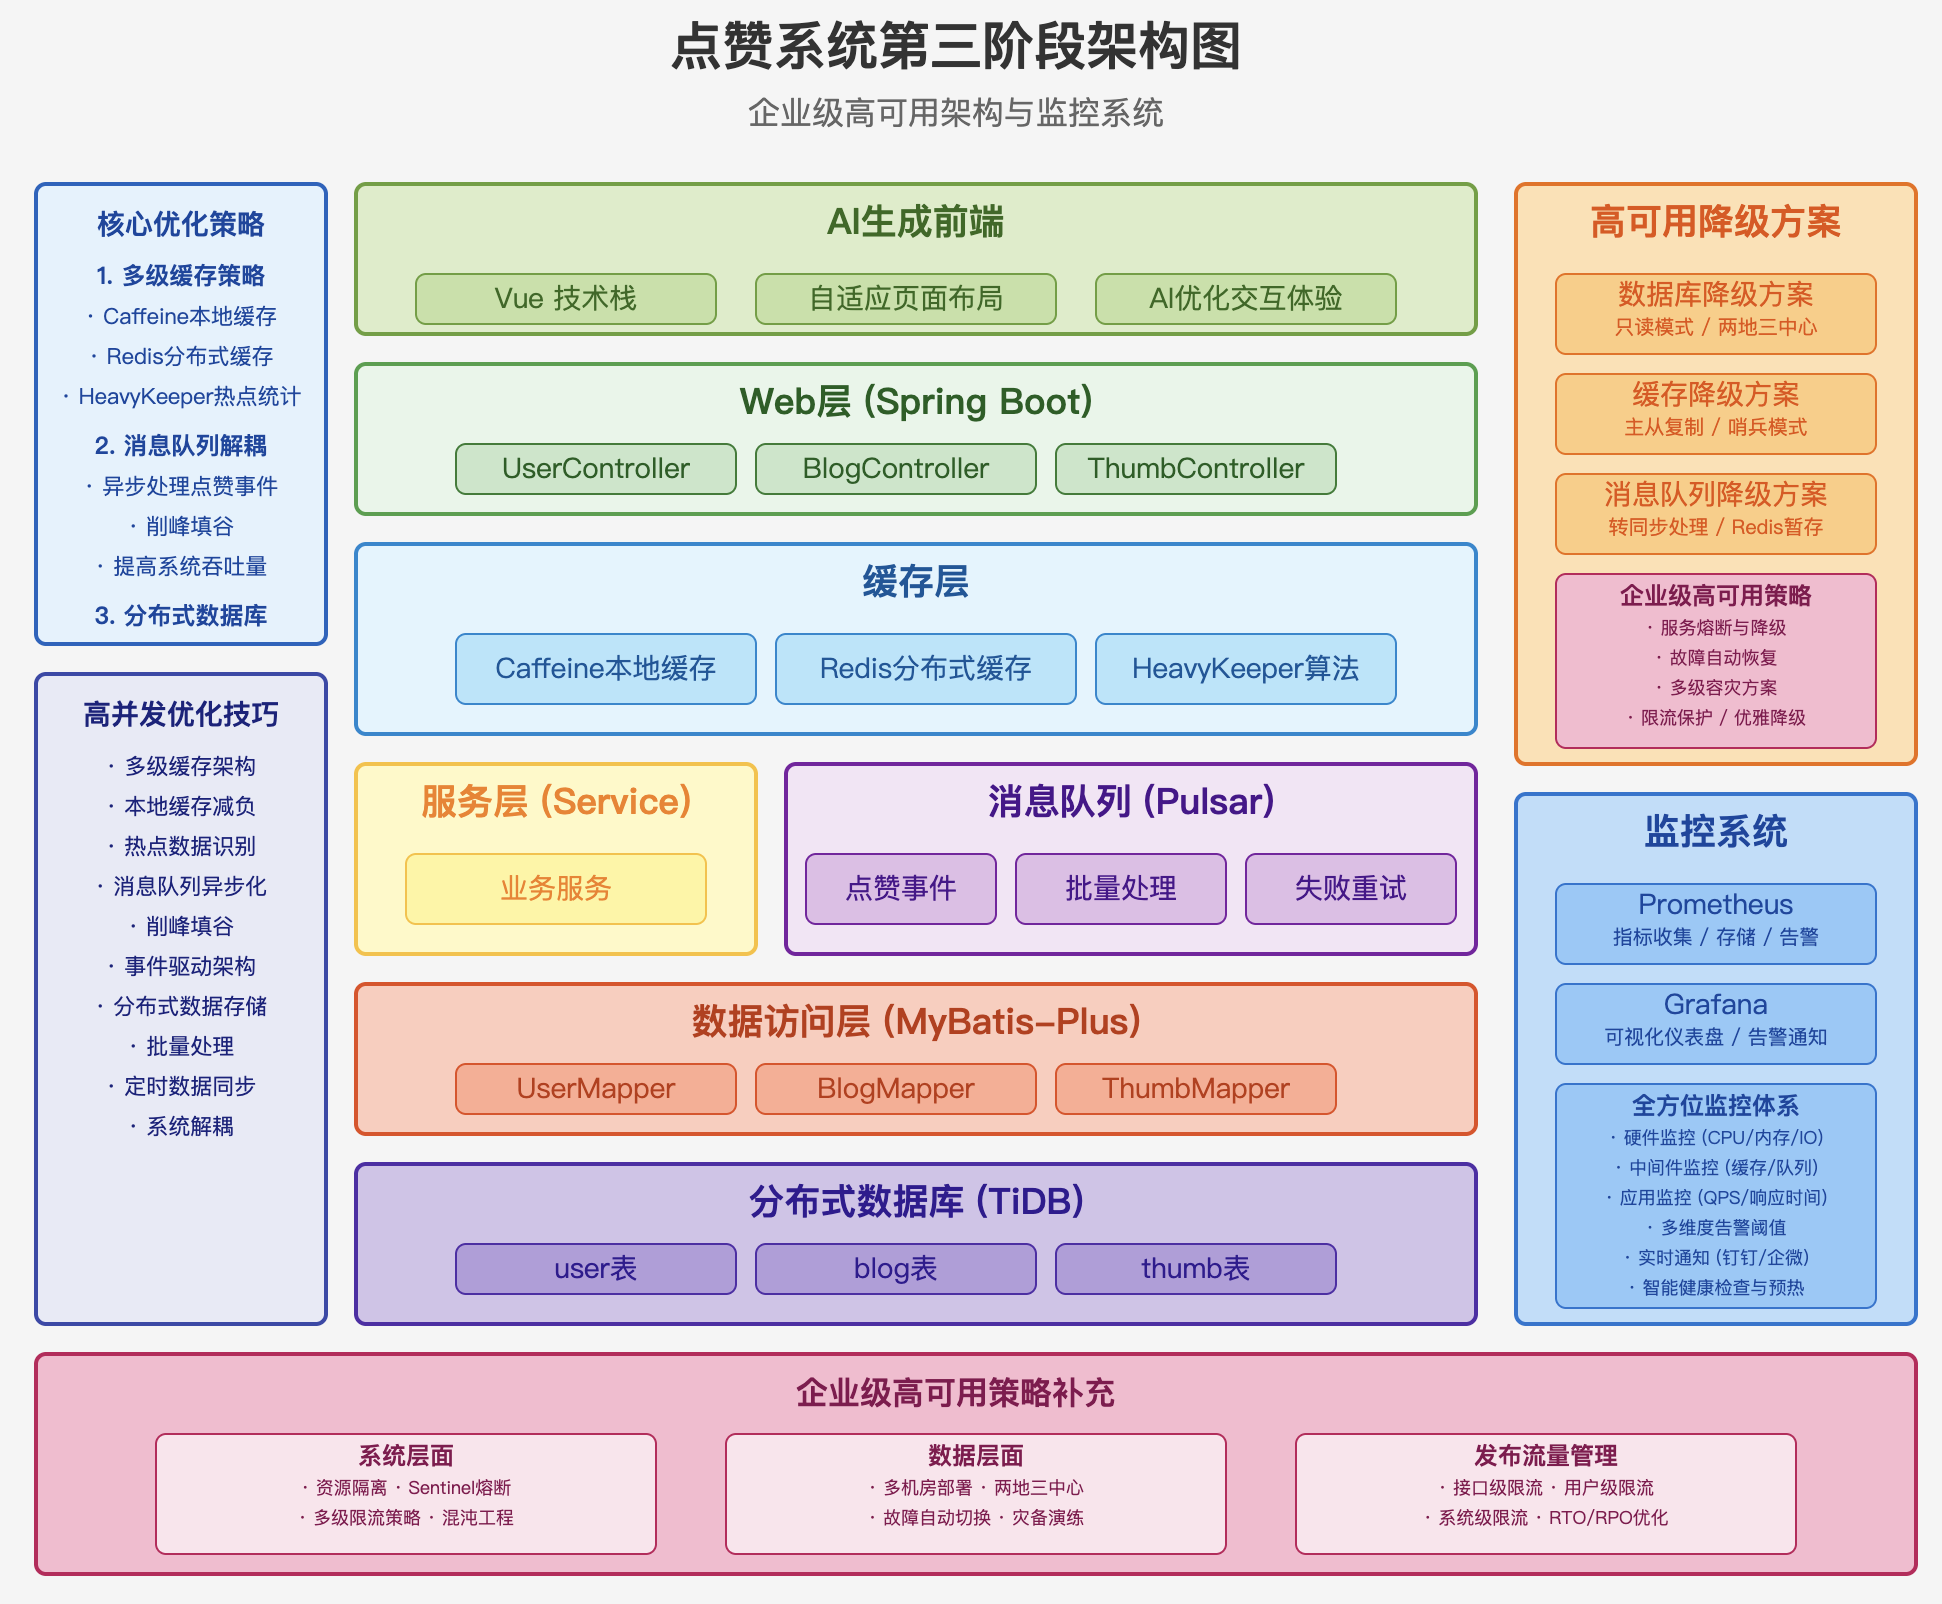 点赞系统第三阶段架构图
企业级高可用架构与监控系统
核心优化策略
1. 多级缓存策略
· Caffeine本地缓存
· Redis分布式缓存
· HeavyKeeper热点统计
2. 消息队列解耦
· 异步处理点赞事件
· 削峰填谷
· 提高系统吞吐量
3. 分布式数据库
高并发优化技巧
· 多级缓存架构
· 本地缓存减负
· 热点数据识别
· 消息队列异步化
· 削峰填谷
· 事件驱动架构
· 分布式数据存储
· 批量处理
· 定时数据同步
· 系统解耦
AI生成前端
Vue 技术栈
自适应页面布局
AI优化交互体验
Web层 (Spring Boot)
UserController
BlogController
ThumbController
缓存层
Caffeine本地缓存
Redis分布式缓存
HeavyKeeper算法
服务层 (Service)
业务服务
消息队列 (Pulsar)
点赞事件
批量处理
失败重试
数据访问层 (MyBatis-Plus)
UserMapper
BlogMapper
ThumbMapper
分布式数据库 (TiDB)
user表
blog表
thumb表
高可用降级方案
数据库降级方案
只读模式 / 两地三中心
缓存降级方案
主从复制 / 哨兵模式
消息队列降级方案
转同步处理 / Redis暂存
企业级高可用策略
· 服务熔断与降级
· 故障自动恢复
· 多级容灾方案
· 限流保护 / 优雅降级
监控系统
Prometheus
指标收集 / 存储 / 告警
Grafana
可视化仪表盘 / 告警通知
全方位监控体系
· 硬件监控 (CPU/内存/IO)
· 中间件监控 (缓存/队列)
· 应用监控 (QPS/响应时间)
· 多维度告警阈值
· 实时通知 (钉钉/企微)
· 智能健康检查与预热
企业级高可用策略补充
系统层面
· 资源隔离 · Sentinel熔断
· 多级限流策略 · 混沌工程
数据层面
· 多机房部署 · 两地三中心
· 故障自动切换 · 灾备演练
发布流量管理
· 接口级限流 · 用户级限流
· 系统级限流 · RTO/RPO优化